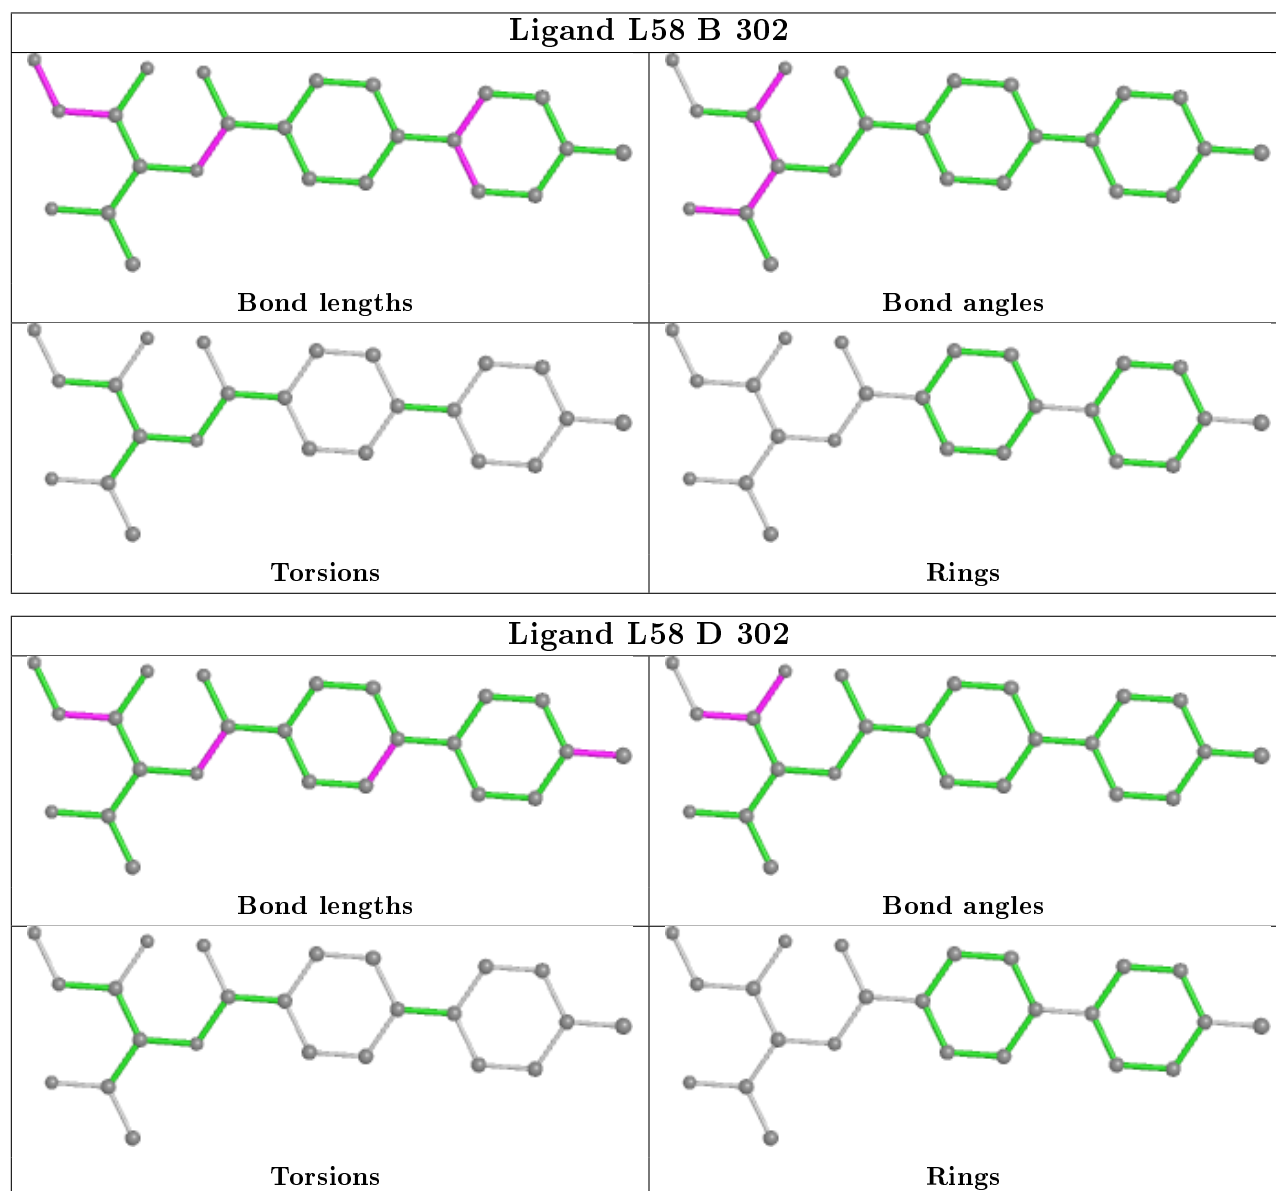 Ligand L58 B 302
Bond lengths
Bond angles
Torsions
Rings
Ligand L58 D 302
Bond lengths
Bond angles
Torsions
Rings